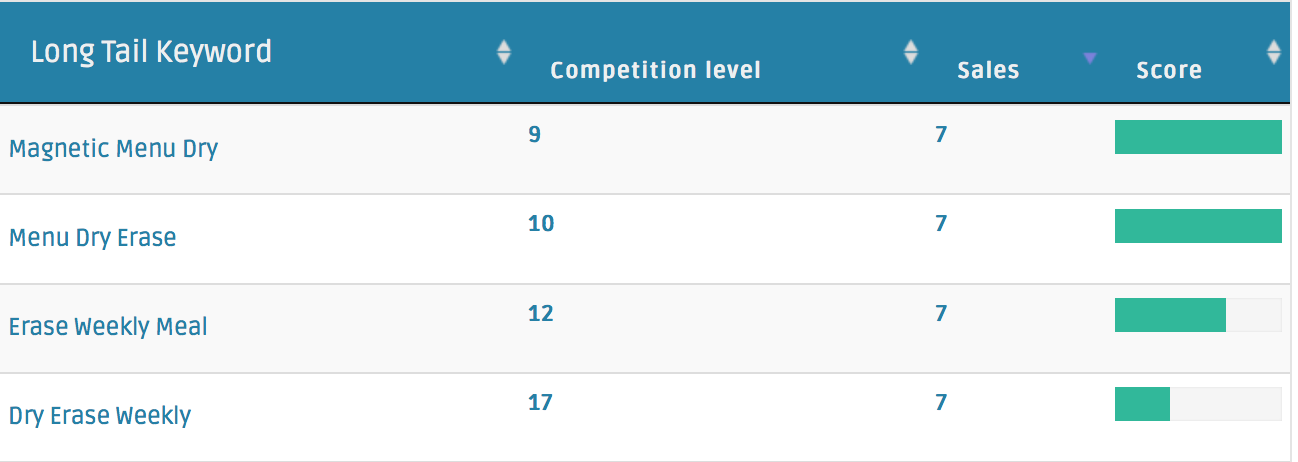 Long Tail Keyword Competition level Sales Score
Magnetic Menu Dry 9 7
Menu Dry Erase 10 7
Erase Weekly Meal 12 7
Dry Erase Weekly 17 7